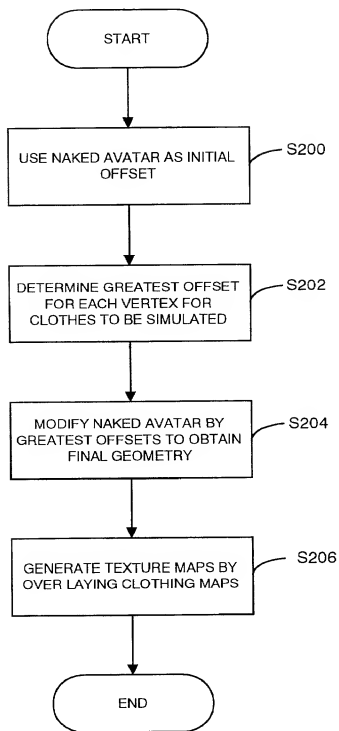 START
USE NAKED AVATAR AS INITIAL
OFFSET
S200
DETERMINE GREATEST OFFSET
FOR EACH VERTEX FOR
CLOTHES TO BE SIMULATED
S202
MODIFY NAKED AVATAR BY
GREATEST OFFSETS TO OBTAIN
FINAL GEOMETRY
S204
GENERATE TEXTURE MAPS BY
OVER LAYING CLOTHING MAPS
S206
END